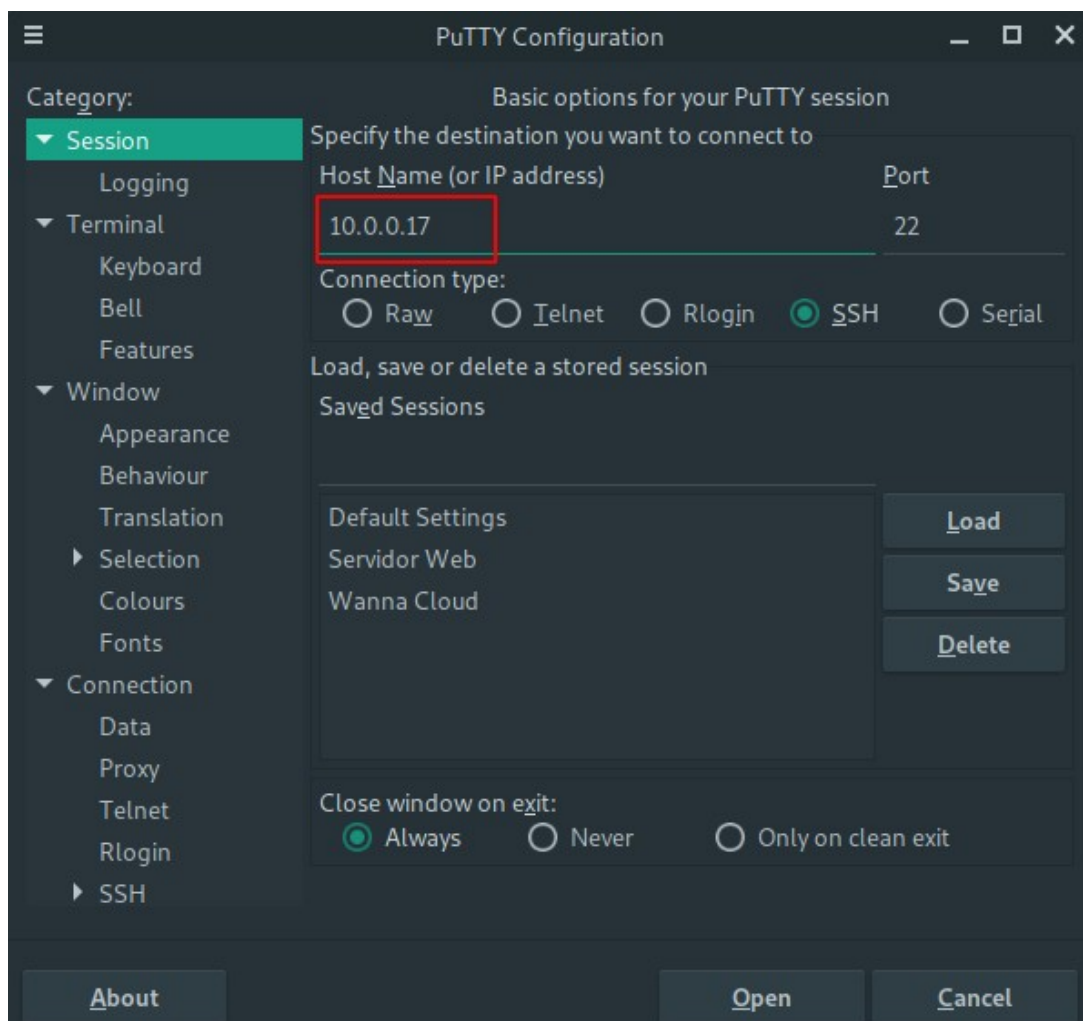 PuTTY Configuration
Category:
Session
Logging
Terminal
Keyboard
Bell
Features
Window
Appearance
Behaviour
Translation
Selection
Colours
Fonts
Connection
Data
Proxy
Telnet
Rlogin
SSH
Basic options for your PuTTY session
Specify the destination you want to connect to
Host Name (or IP address) Port
10.0.0.17 22
Connection type:
Raw Telnet Rlogin SSH Serial
Load, save or delete a stored session
Saved Sessions
Default Settings
Servidor Web
Wanna Cloud
Load
Save
Delete
Close window on exit:
Always Never Only on clean exit
About Open Cancel